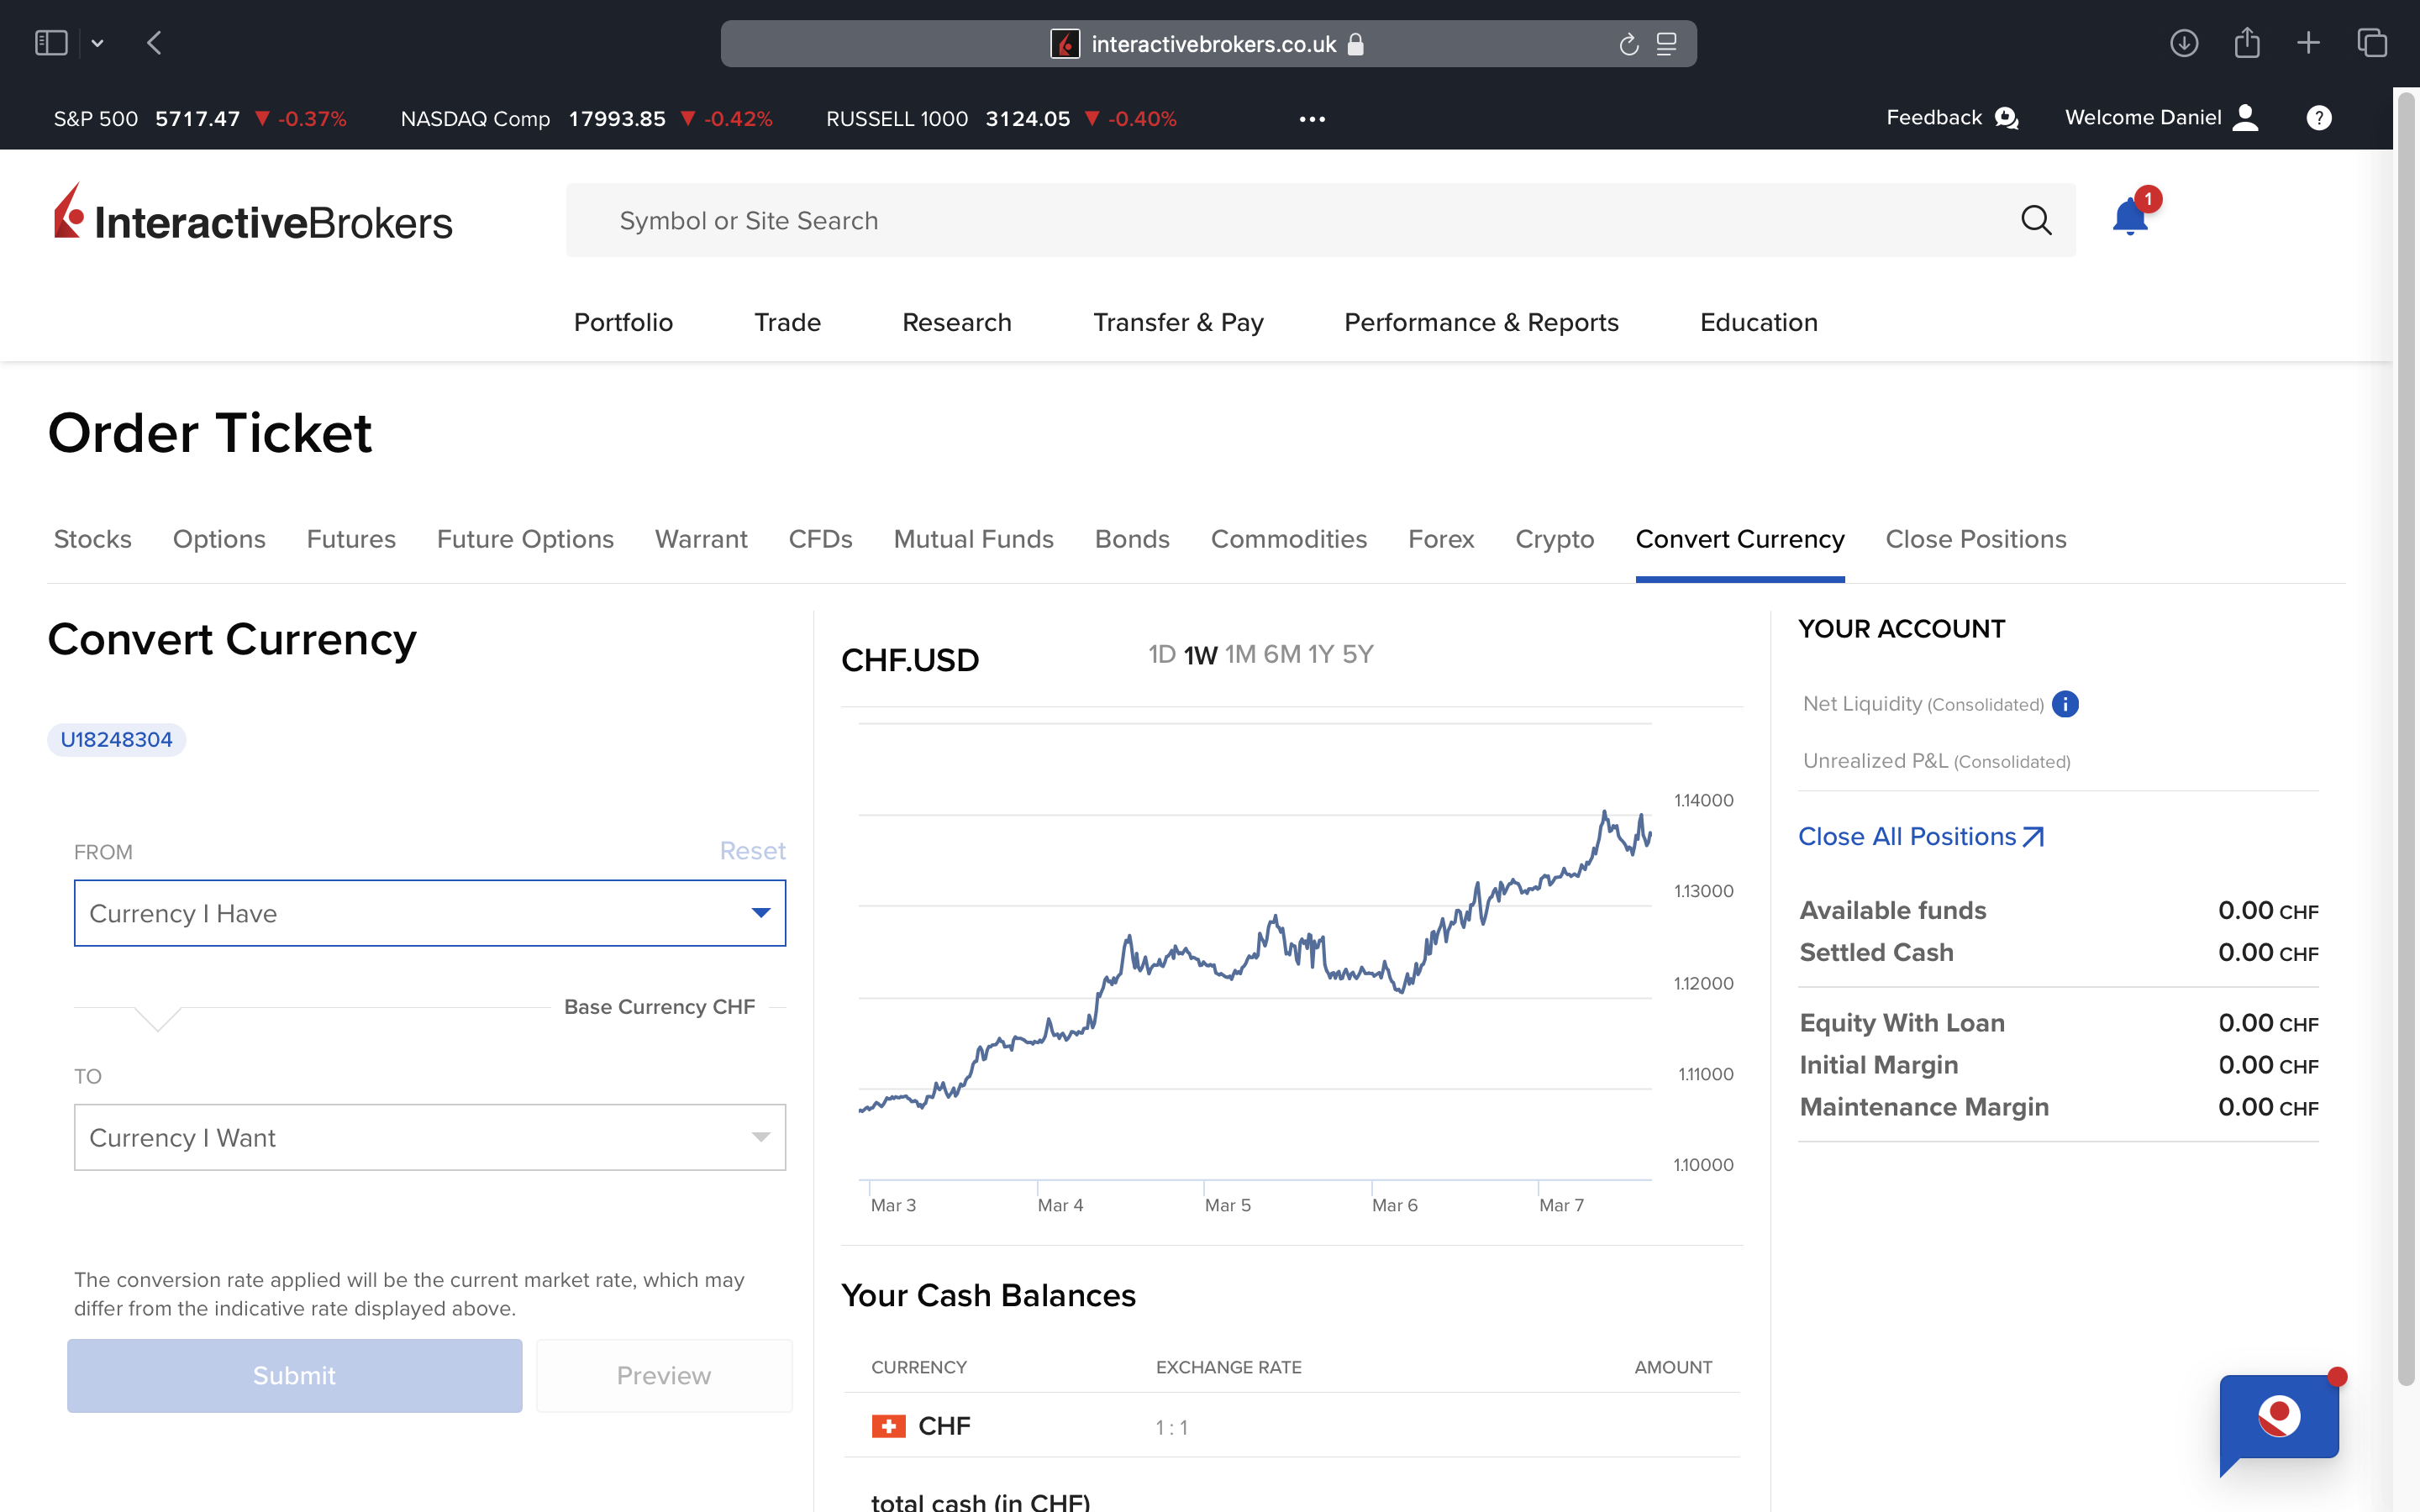 interactivebrokers.co.uk
S&P 500 5717.47 ▼ -0.37% NASDAQ Comp 17993.85 ▼ -0.42% RUSSELL 1000 3124.05 ▼ -0.40% ••• Feedback Welcome Daniel ?
InteractiveBrokers
Symbol or Site Search
1
Portfolio Trade Research Transfer & Pay Performance & Reports Education
Order Ticket
Stocks Options Futures Future Options Warrant CFDs Mutual Funds Bonds Commodities Forex Crypto Convert Currency Close Positions
Convert Currency
U18248304
FROM Reset
Currency I Have
Base Currency CHF
TO
Currency I Want
The conversion rate applied will be the current market rate, which may
differ from the indicative rate displayed above.
Submit Preview
CHF.USD 1D 1W 1M 6M 1Y 5Y
1.14000
1.13000
1.12000
1.11000
1.10000
Mar 3 Mar 4 Mar 5 Mar 6 Mar 7
Your Cash Balances
CURRENCY EXCHANGE RATE AMOUNT
CHF 1 : 1
total cash (in CHF)
YOUR ACCOUNT
Net Liquidity (Consolidated) i
Unrealized P&L (Consolidated)
Close All Positions
Available funds 0.00 CHF
Settled Cash 0.00 CHF
Equity With Loan 0.00 CHF
Initial Margin 0.00 CHF
Maintenance Margin 0.00 CHF